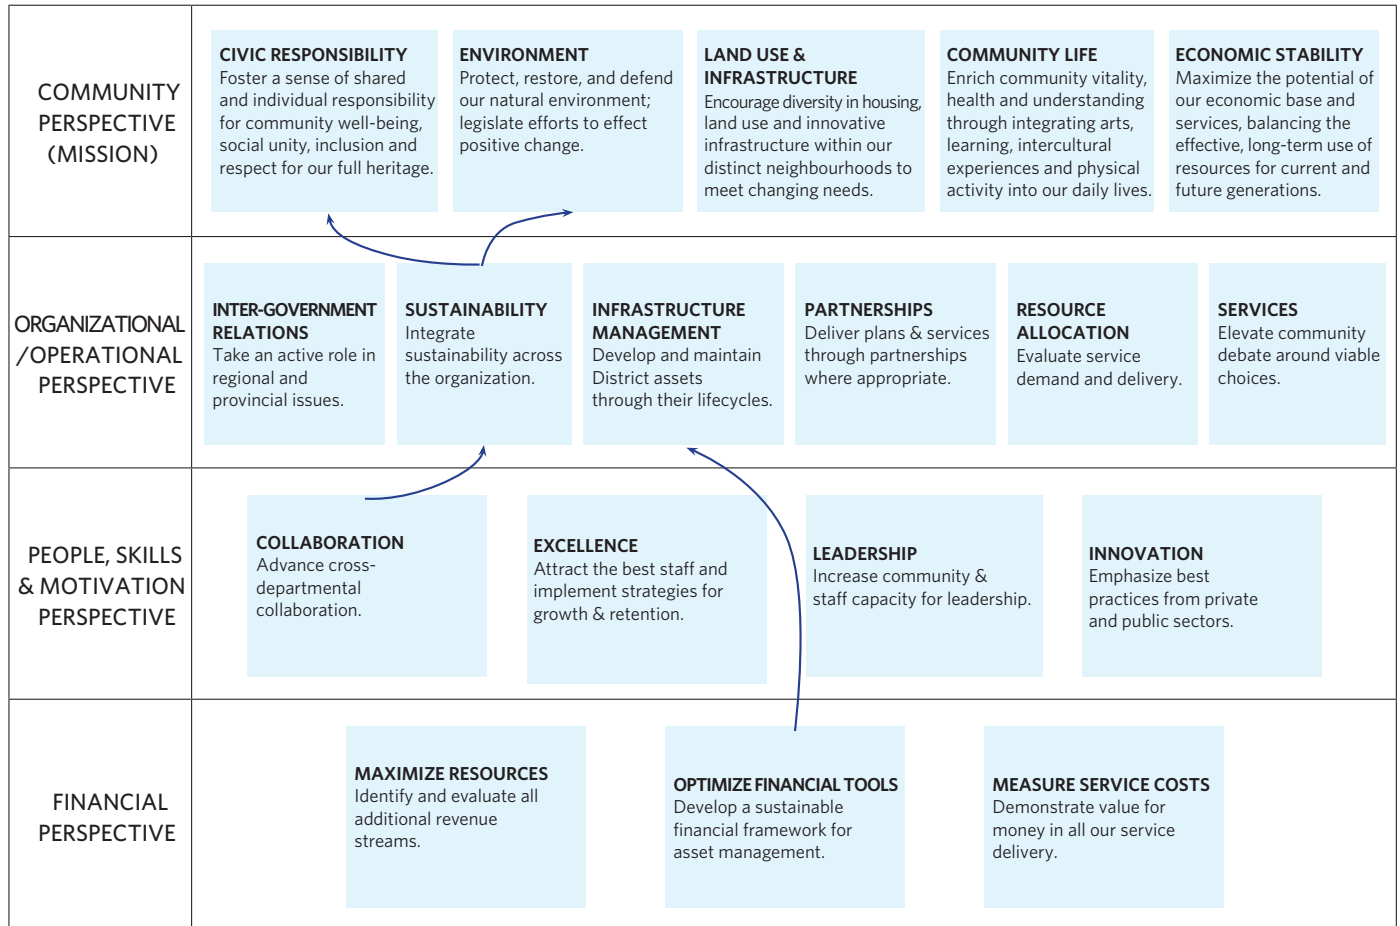 COMMUNITY
PERSPECTIVE
(MISSION)
CIVIC RESPONSIBILITY
Foster a sense of shared
and individual responsibility
for community well-being,
social unity, inclusion and
respect for our full heritage.
ENVIRONMENT
Protect, restore, and defend
our natural environment;
legislate efforts to effect
positive change.
LAND USE &
INFRASTRUCTURE
Encourage diversity in housing,
land use and innovative
infrastructure within our
distinct neighbourhoods to
meet changing needs.
COMMUNITY LIFE
Enrich community vitality,
health and understanding
through integrating arts,
learning, intercultural
experiences and physical
activity into our daily lives.
ECONOMIC STABILITY
Maximize the potential of
our economic base and
services, balancing the
effective, long-term use of
resources for current and
future generations.
ORGANIZATIONAL
/OPERATIONAL
PERSPECTIVE
INTER-GOVERNMENT
RELATIONS
Take an active role in
regional and
provincial issues.
SUSTAINABILITY
Integrate
sustainability across
the organization.
INFRASTRUCTURE
MANAGEMENT
Develop and maintain
District assets
through their lifecycles.
PARTNERSHIPS
Deliver plans & services
through partnerships
where appropriate.
RESOURCE
ALLOCATION
Evaluate service
demand and delivery.
SERVICES
Elevate community
debate around viable
choices.
PEOPLE, SKILLS
& MOTIVATION
PERSPECTIVE
COLLABORATION
Advance cross-
departmental
collaboration.
EXCELLENCE
Attract the best staff and
implement strategies for
growth & retention.
LEADERSHIP
Increase community &
staff capacity for leadership.
INNOVATION
Emphasize best
practices from private
and public sectors.
FINANCIAL
PERSPECTIVE
MAXIMIZE RESOURCES
Identify and evaluate all
additional revenue
streams.
OPTIMIZE FINANCIAL TOOLS
Develop a sustainable
financial framework for
asset management.
MEASURE SERVICE COSTS
Demonstrate value for
money in all our service
delivery.